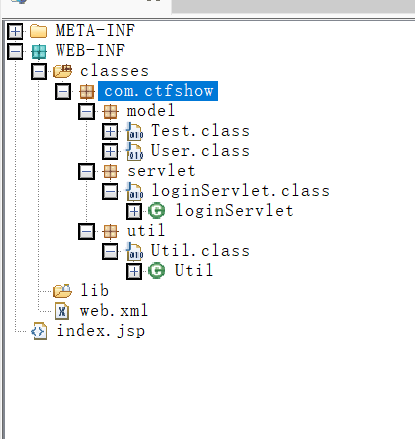 META-INF
WEB-INF
classes
com.ctfshow
model
Test.class
User.class
servlet
loginServlet.class
loginServlet
util
Util.class
Util
lib
web.xml
index.jsp